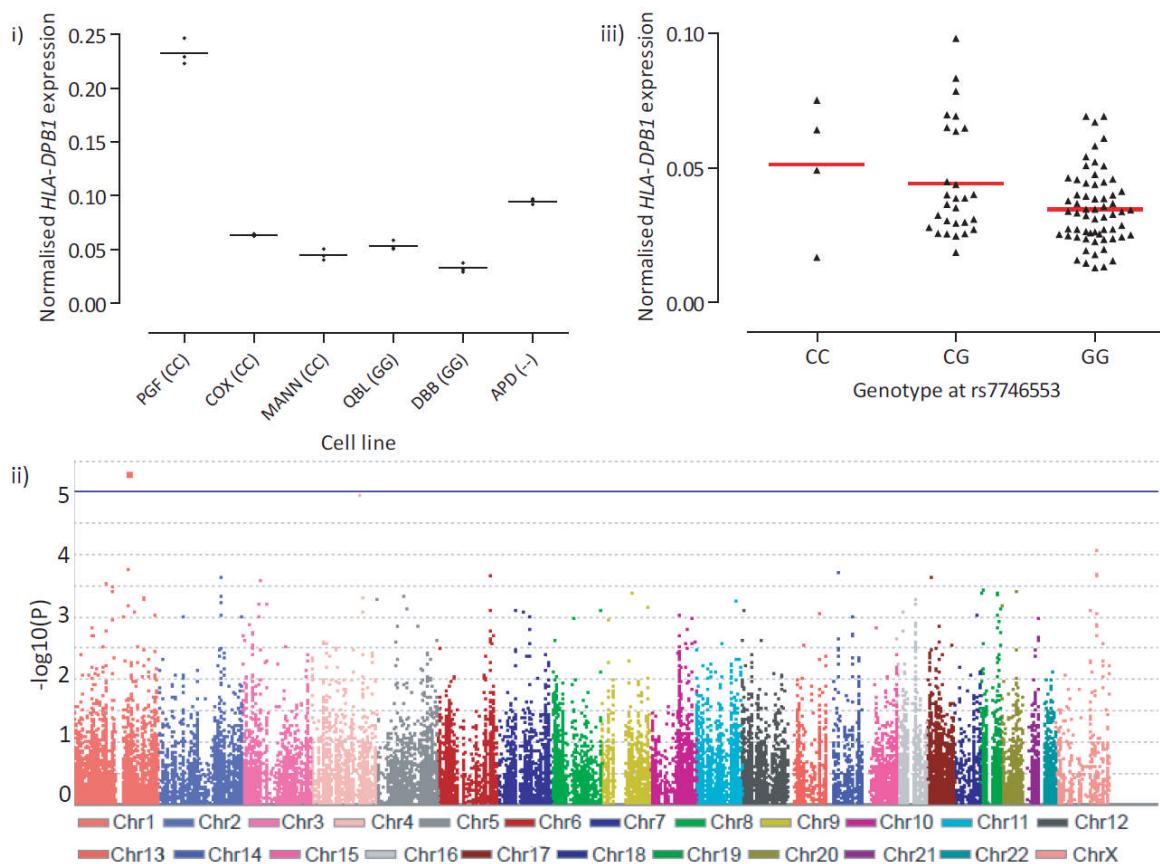 i)
Normalised HLA-DPB1 expression
0.25
0.20
0.15
0.10
0.05
0.00
PGF (CC)
COX (CC)
MANN (CC)
QBL (GG)
DBB (GG)
APD (--)
Cell line
iii)
Normalised HLA-DPB1 expression
0.10
0.05
0.00
CC CG GG
Genotype at rs7746553
ii)
-log10(P)
5
4
3
2
1
0
Chr1 Chr2 Chr3 Chr4 Chr5 Chr6 Chr7 Chr8 Chr9 Chr10 Chr11 Chr12
Chr13 Chr14 Chr15 Chr16 Chr17 Chr18 Chr19 Chr20 Chr21 Chr22 ChrX